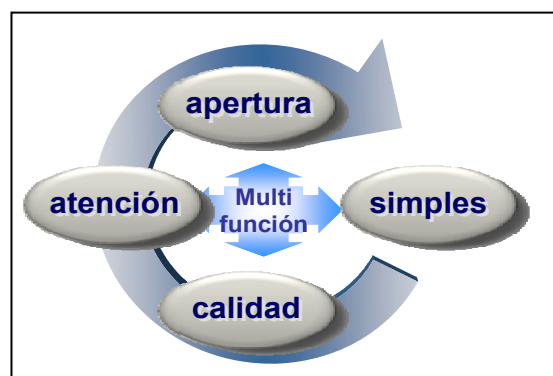 apertura
atención
Multi
función
simples
calidad